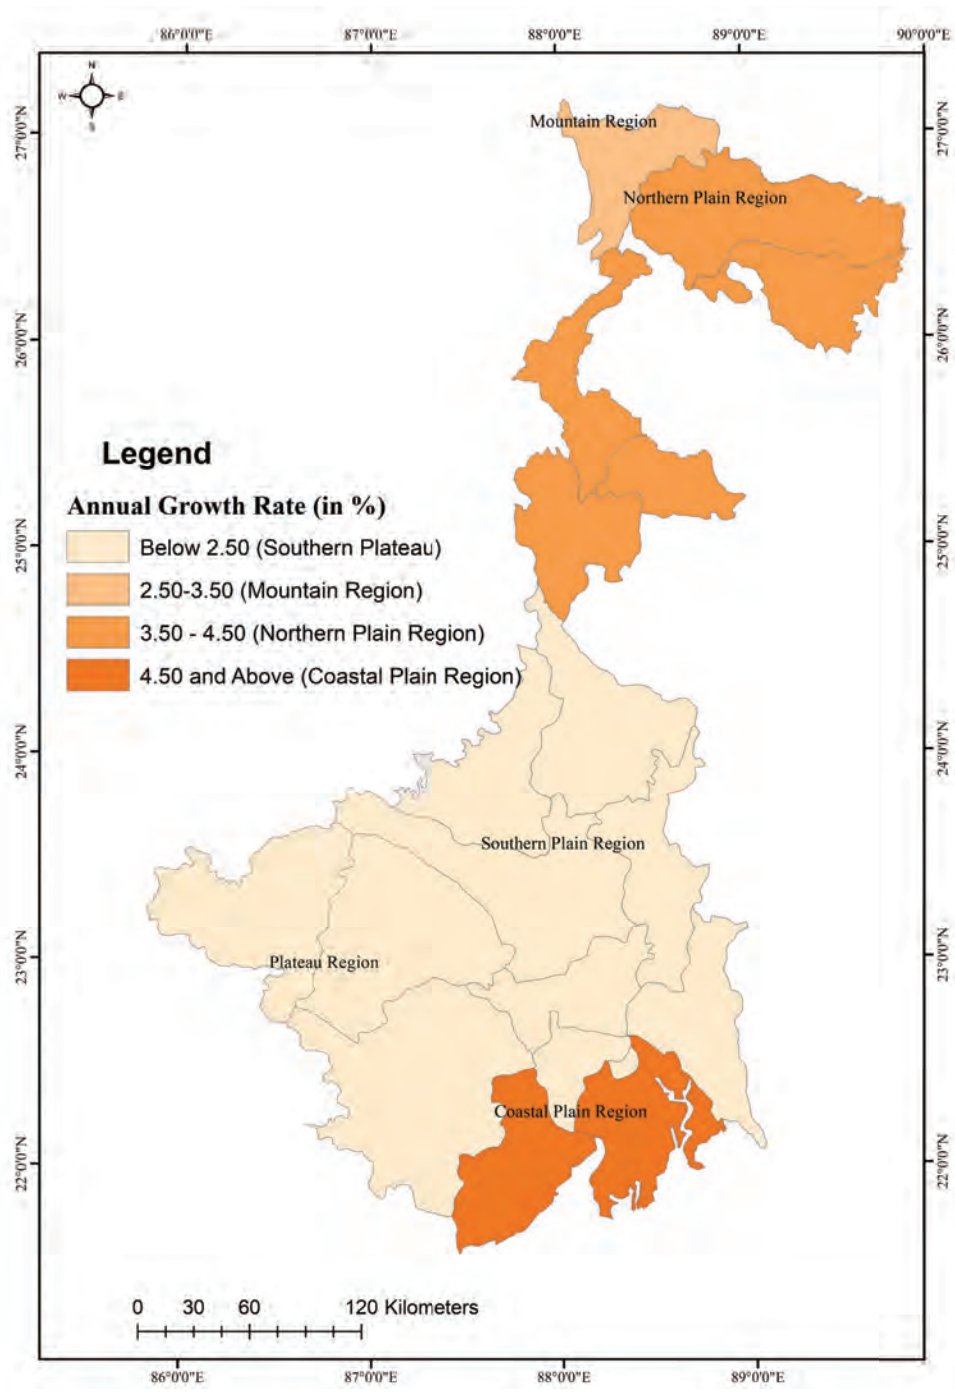 86°0'0"E 87°0'0"E 88°0'0"E 89°0'0"E 90°0'0"E
N
W E
S
27°0'0"N 27°0'0"N
Mountain Region
Northern Plain Region
26°0'0"N 26°0'0"N
Legend
Annual Growth Rate (in %)
Below 2.50 (Southern Plateau)
2.50-3.50 (Mountain Region)
3.50 - 4.50 (Northern Plain Region)
4.50 and Above (Coastal Plain Region)
25°0'0"N 25°0'0"N
24°0'0"N 24°0'0"N
Southern Plain Region
Plateau Region
23°0'0"N 23°0'0"N
Coastal Plain Region
22°0'0"N 22°0'0"N
0 30 60 120 Kilometers
86°0'0"E 87°0'0"E 88°0'0"E 89°0'0"E